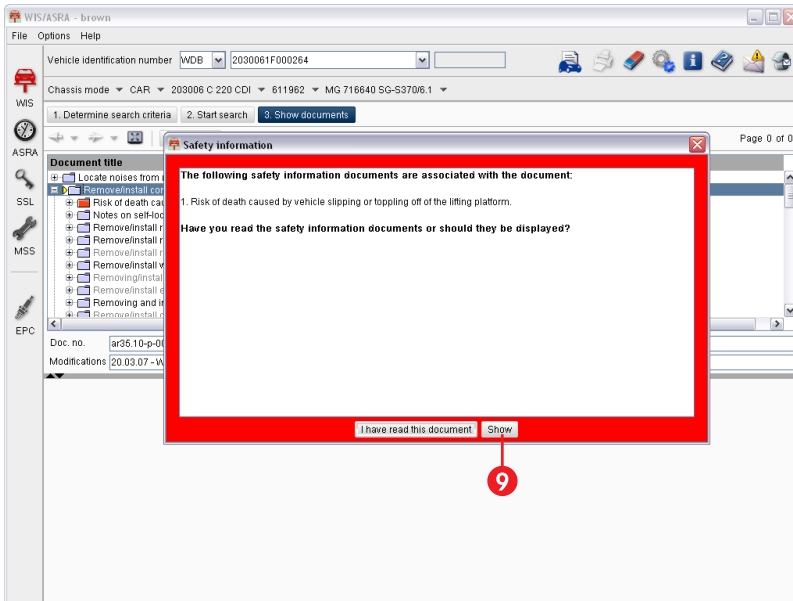 WIS/ASRA - brown
File Options Help
Vehicle identification number WDB 2030061F000264
Chassis mode CAR 203006 C 220 CDI 611962 MG 716640 SG-S370/6.1
WIS
1. Determine search criteria 2. Start search 3. Show documents
ASRA
Page 0 of 0
Safety information
Document title
Locate noises from
Remove/install cor
Risk of death cau
Notes on self-loc
Remove/install r
Remove/install r
Remove/install r
Remove/install w
Removing/instal
Remove/install e
Removing and in
Remove/install c
SSL
MSS
EPC
The following safety information documents are associated with the document:
1. Risk of death caused by vehicle slipping or toppling off of the lifting platform.
Have you read the safety information documents or should they be displayed?
Doc. no. ar35.10-p-00
Modifications 20.03.07 - W
I have read this document Show
9